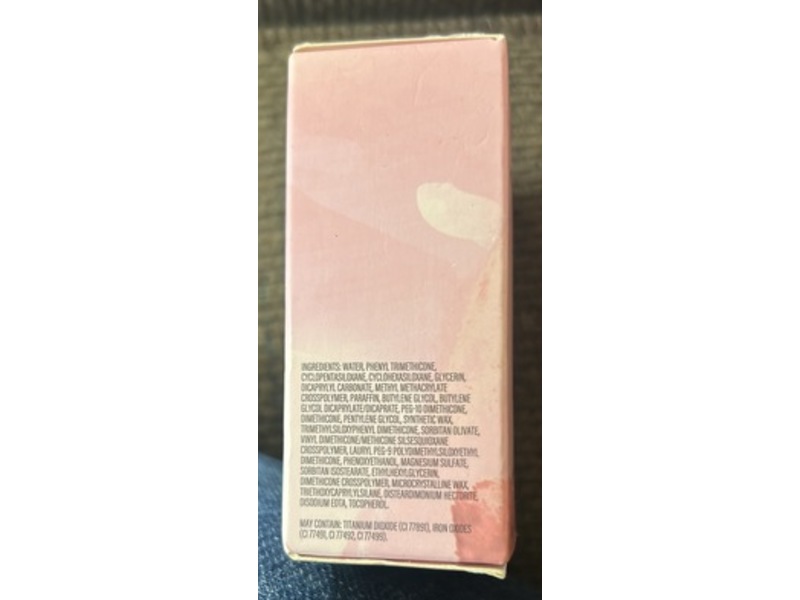 INGREDIENTS: WATER, PHENYL TRIMETHICONE,
CYCLOPENTASILOXANE, CYCLOHEXASILOXANE, GLYCERIN,
DICAPRYLYL CARBONATE, METHYL METHACRYLATE
CROSSPOLYMER, PARAFFIN, BUTYLENE GLYCOL, BUTYLENE
GLYCOL DICAPRYLATE/DICAPRATE, PEG-10 DIMETHICONE,
DIMETHICONE, PENTYLENE GLYCOL, SYNTHETIC WAX,
TRIMETHYLSILOXYPHENYL DIMETHICONE, SORBITAN OLIVATE,
VINYL DIMETHICONE/METHICONE SILSESQUIOXANE
CROSSPOLYMER, LAURYL PEG-9 POLYDIMETHYLSILOXYETHYL
DIMETHICONE, PHENOXYETHANOL, MAGNESIUM SULFATE,
SORBITAN ISOSTEARATE, ETHYLHEXYLGLYCERIN,
DIMETHICONE CROSSPOLYMER, MICROCRYSTALLINE WAX,
TRIETHOXYCAPRYLYLSILANE, DISTEARDIMONIUM HECTORITE,
DISODIUM EDTA, TOCOPHEROL.
MAY CONTAIN: TITANIUM DIOXIDE (CI 77891), IRON OXIDES
(CI 77491, CI 77492, CI 77499).